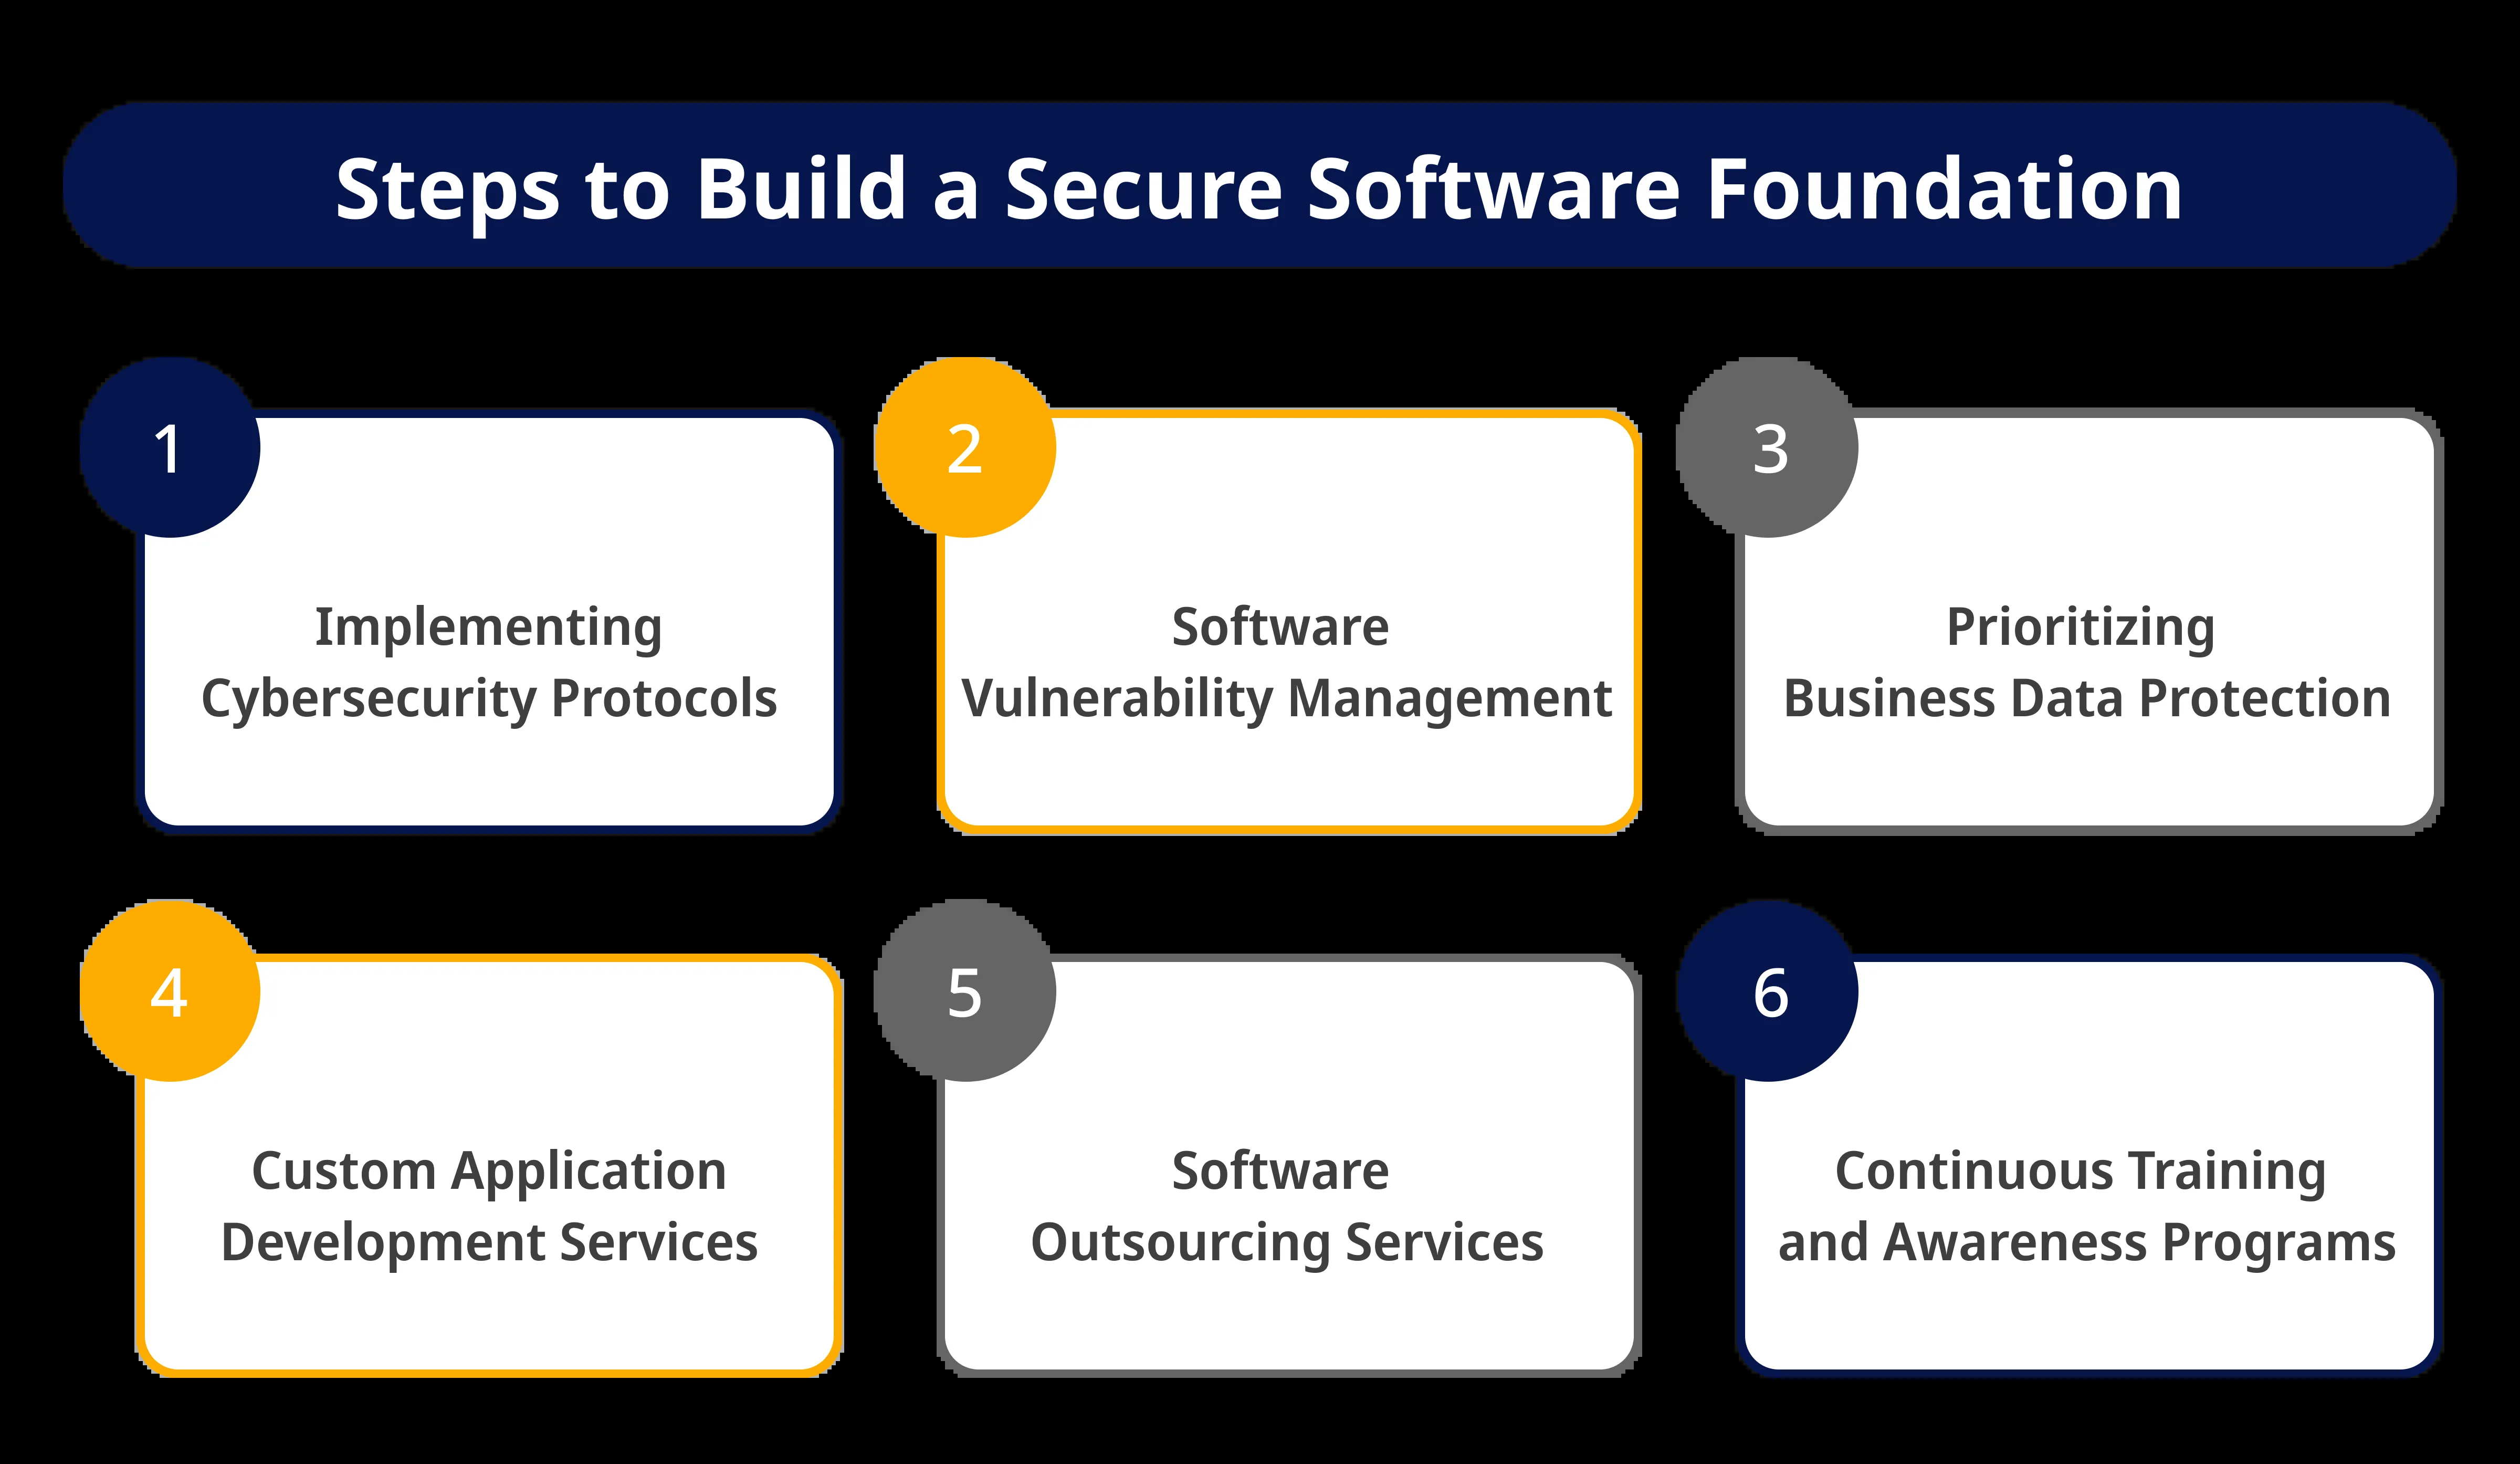 Steps to Build a Secure Software Foundation
1
Implementing
Cybersecurity Protocols
2
Software
Vulnerability Management
3
Prioritizing
Business Data Protection
4
Custom Application
Development Services
5
Software
Outsourcing Services
6
Continuous Training
and Awareness Programs